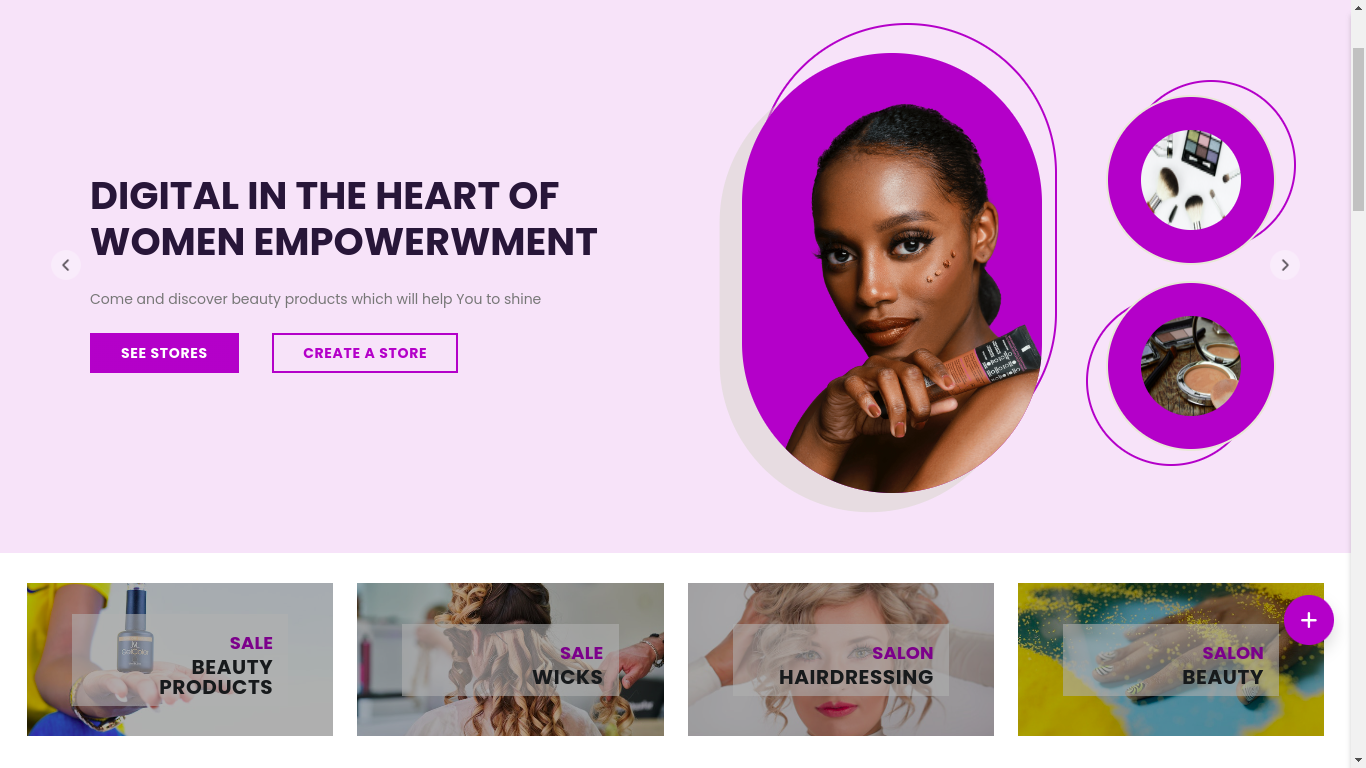 DIGITAL IN THE HEART OF
WOMEN EMPOWERWMENT
Come and discover beauty products which will help You to shine
SEE STORES
CREATE A STORE
SALE
BEAUTY
PRODUCTS
SALE
WICKS
SALON
HAIRDRESSING
SALON
BEAUTY